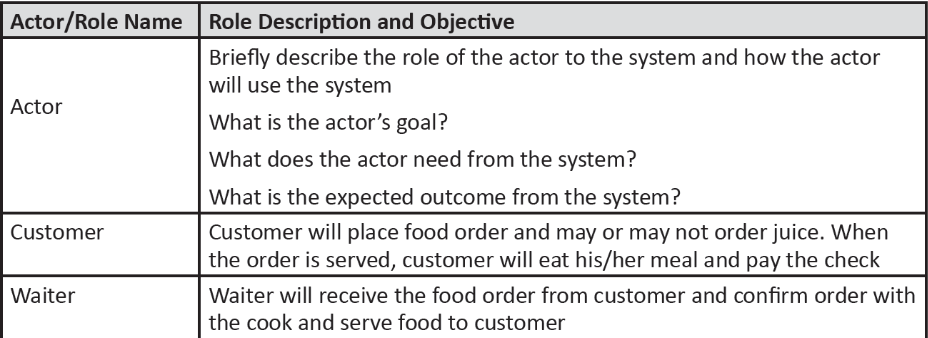 Actor/Role Name Role Description and Objective
Actor
Briefly describe the role of the actor to the system and how the actor
will use the system
What is the actor’s goal?
What does the actor need from the system?
What is the expected outcome from the system?
Customer Customer will place food order and may or may not order juice. When
the order is served, customer will eat his/her meal and pay the check
Waiter Waiter will receive the food order from customer and confirm order with
the cook and serve food to customer